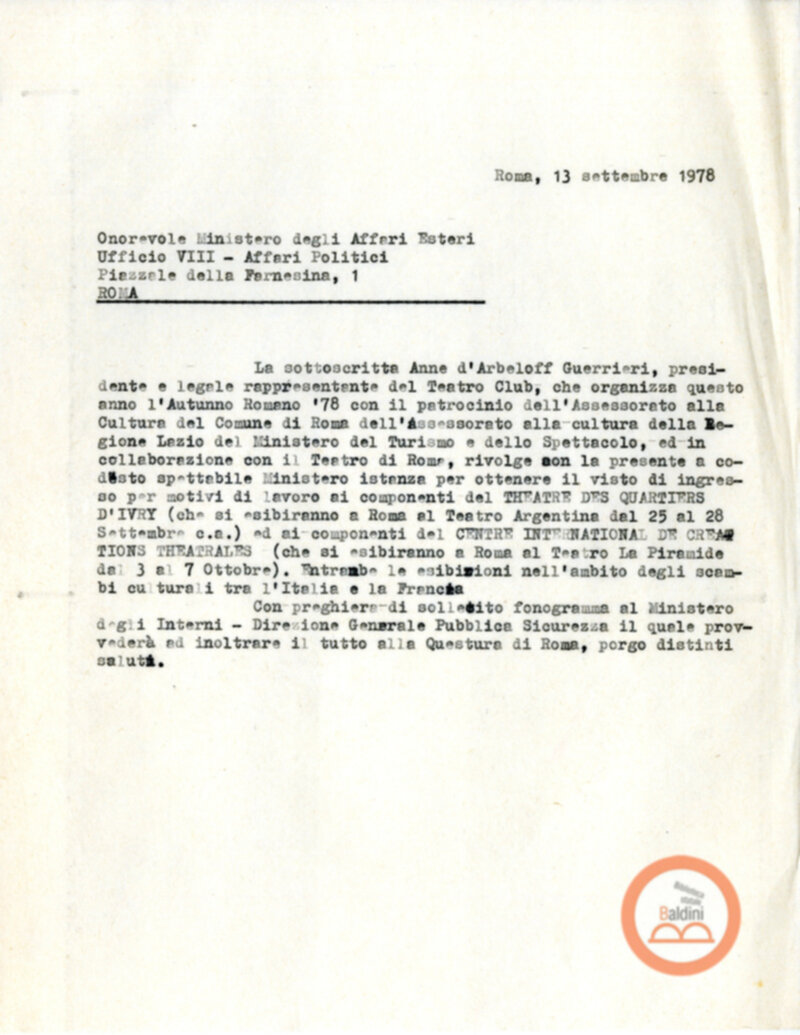 Roma, 13 settembre 1978
Onorevole Ministero degli Affari Esteri
Ufficio VIII - Affari Politici
Piazzale della Farnesina, 1
ROMA
La sottoscritta Anne d'Arbeloff Guerrieri, presi-
dente e legale rappresentante del Teatro Club, che organizza questo
anno l'Autunno Romano '78 con il patrocinio dell'Assessorato alla
Cultura del Comune di Roma dell'Assessorato alla cultura della Re-
gione Lazio del Ministero del Turismo e dello Spettacolo, ed in
collaborazione con il Teatro di Roma, rivolge con la presente a co-
desto spettabile Ministero istanza per ottenere il visto di ingres-
so per motivi di lavoro ai componenti del THEATRE DES QUARTIERS
D'IVRY (che si esibiranno a Roma al Teatro Argentina dal 25 al 28
Settembre c.a.) ed ai componenti del CENTRE INTERNATIONAL DE CREA
TIONS THEATRALES (che si esibiranno a Roma al Teatro La Piramide
dal 3 al 7 Ottobre). Entrambe le esibizioni nell'ambito degli scam-
bi culturali tra l'Italia e la Francia
Con preghiera di sollecito fonogramma al Ministero
degli Interni - Direzione Generale Pubblica Sicurezza il quale prov-
vederà ad inoltrare il tutto alla Questura di Roma, porgo distinti
saluti.
Biblioteca
statale
Baldini